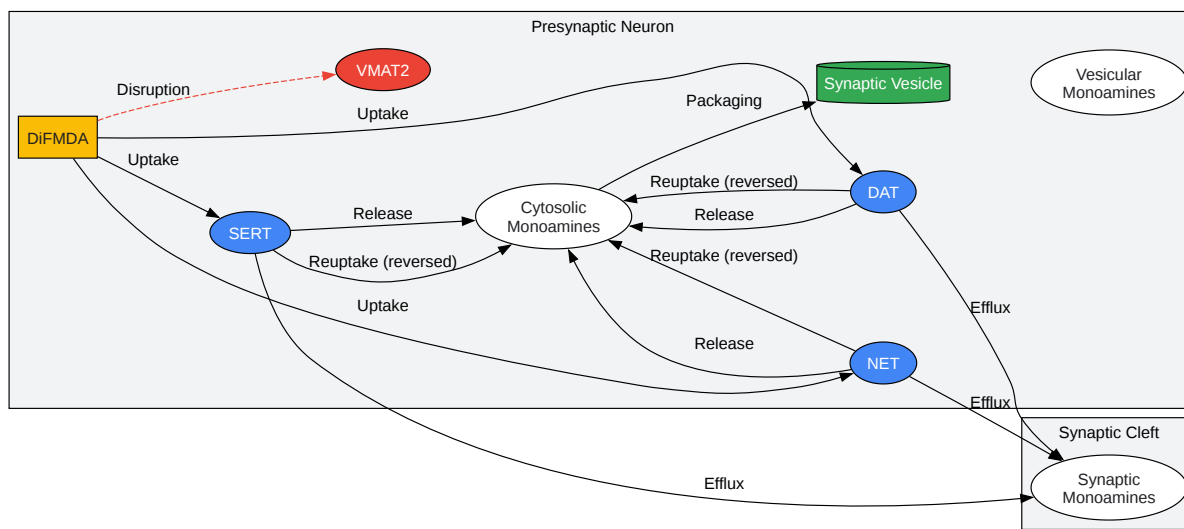 Presynaptic Neuron
VMAT2
Synaptic Vesicle
Vesicular
Monoamines
Disruption
Packaging
Uptake
DiFMDA
Uptake
Reuptake (reversed)
DAT
Cytosolic
Monoamines
Release
Release
SERT
Reuptake (reversed)
Reuptake (reversed)
Uptake
Efflux
Release
NET
Efflux
Synaptic Cleft
Efflux
Synaptic
Monoamines